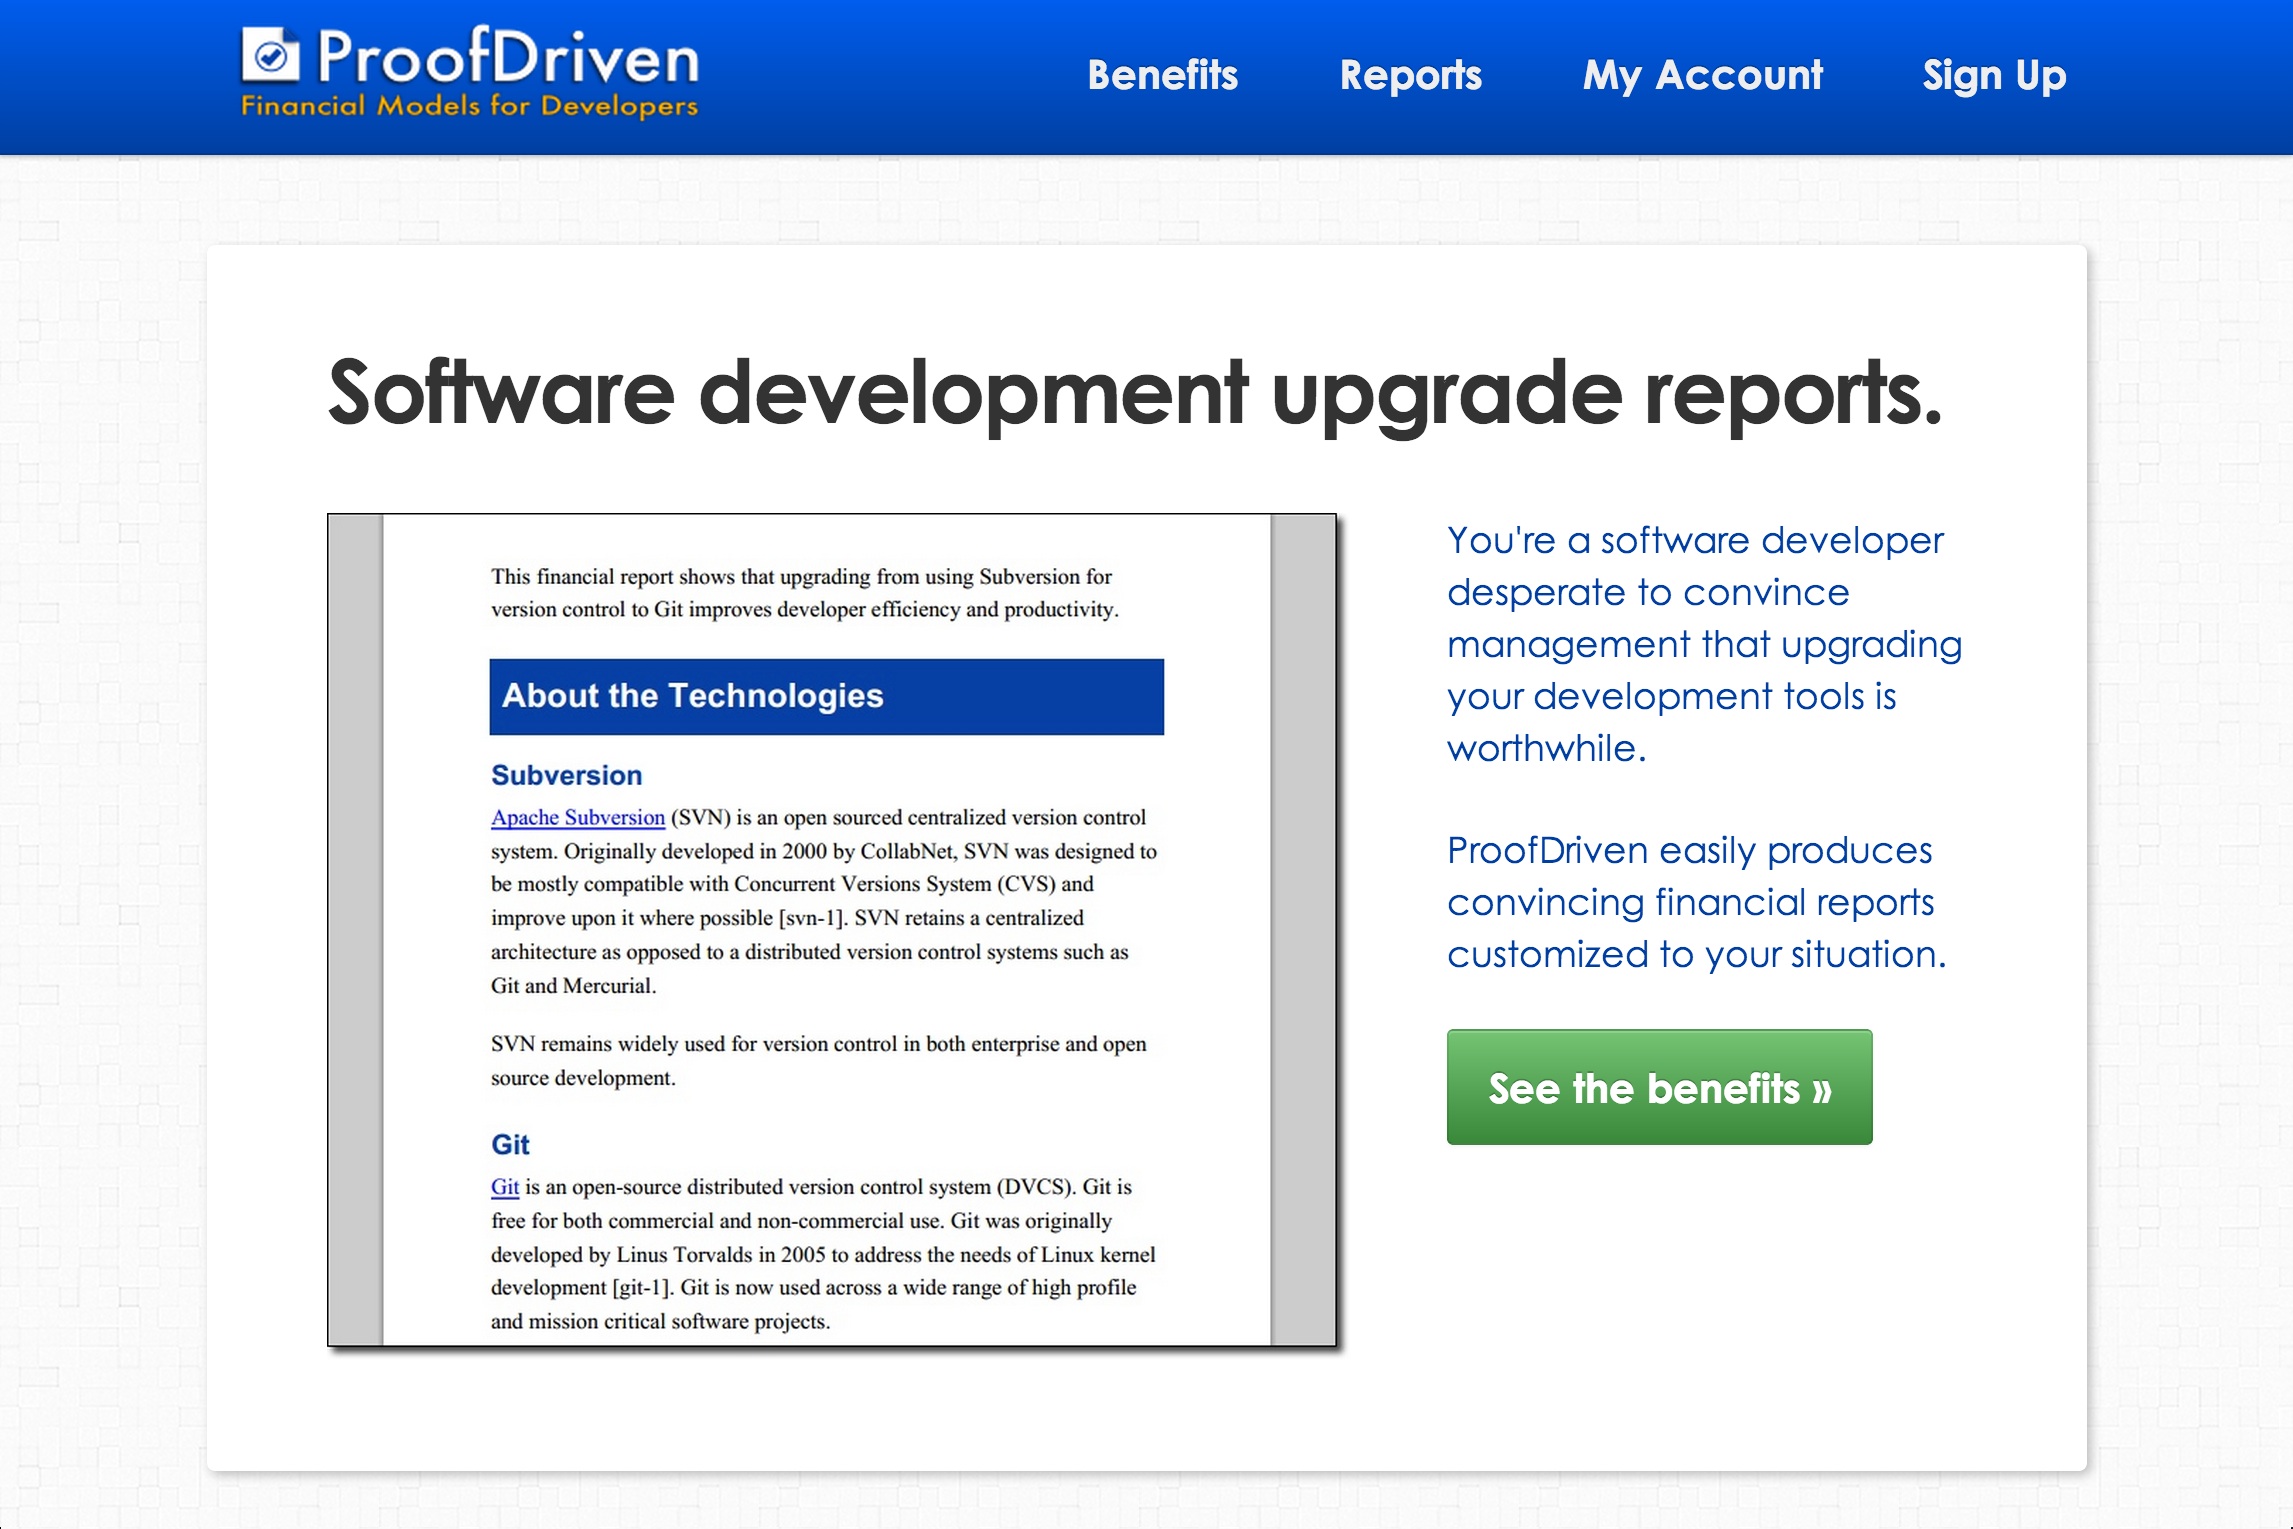 ProofDriven
Financial Models for Developers
Benefits
Reports
My Account
Sign Up
Software development upgrade reports.
This financial report shows that upgrading from using Subversion for
version control to Git improves developer efficiency and productivity.
About the Technologies
Subversion
Apache Subversion (SVN) is an open sourced centralized version control
system. Originally developed in 2000 by CollabNet, SVN was designed to
be mostly compatible with Concurrent Versions System (CVS) and
improve upon it where possible [svn-1]. SVN retains a centralized
architecture as opposed to a distributed version control systems such as
Git and Mercurial.
SVN remains widely used for version control in both enterprise and open
source development.
Git
Git is an open-source distributed version control system (DVCS). Git is
free for both commercial and non-commercial use. Git was originally
developed by Linus Torvalds in 2005 to address the needs of Linux kernel
development [git-1]. Git is now used across a wide range of high profile
and mission critical software projects.
You're a software developer
desperate to convince
management that upgrading
your development tools is
worthwhile.
ProofDriven easily produces
convincing financial reports
customized to your situation.
See the benefits »